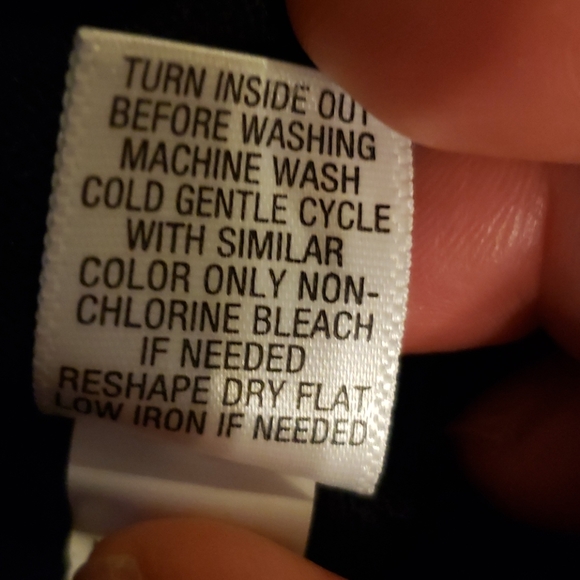 TURN INSIDE OUT
BEFORE WASHING
MACHINE WASH
COLD GENTLE CYCLE
WITH SIMILAR
COLOR ONLY NON-
CHLORINE BLEACH
IF NEEDED
RESHAPE DRY FLAT
LOW IRON IF NEEDED